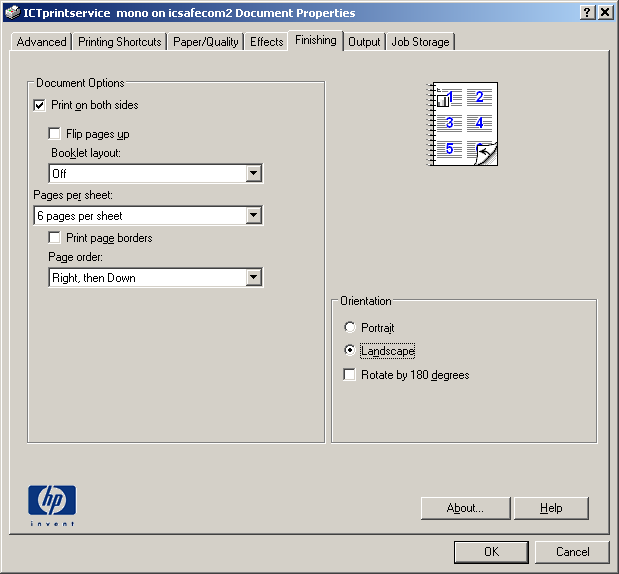 ICTprintservice mono on icsafecom2 Document Properties
Advanced
Printing Shortcuts
Paper/Quality
Effects
Finishing
Output
Job Storage
Document Options
Print on both sides
Flip pages up
Booklet layout:
Off
Pages per sheet:
6 pages per sheet
Print page borders
Page order:
Right, then Down
1 2
3 4
5
Orientation
Portrait
Landscape
Rotate by 180 degrees
hp
invent
About...
Help
OK
Cancel